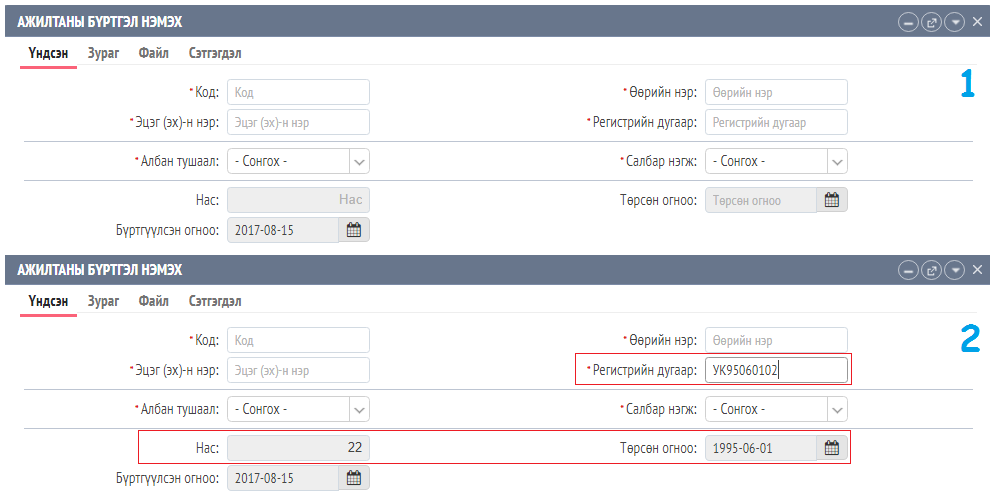 АЖИЛТАНЫ БҮРТГЭЛ НЭМЭХ
Үндсэн Зураг Файл Сэтгэгдэл
1
* Код: Код * Өөрийн нэр: Өөрийн нэр
* Эцэг (эх)-н нэр: Эцэг (эх)-н нэр * Регистрийн дугаар: Регистрийн дугаар
* Албан тушаал: - Сонгох - * Салбар нэгж: - Сонгох -
Нас: Нас Төрсөн огноо: Төрсөн огноо
Бүртгүүлсэн огноо: 2017-08-15
АЖИЛТАНЫ БҮРТГЭЛ НЭМЭХ
Үндсэн Зураг Файл Сэтгэгдэл
2
* Код: Код * Өөрийн нэр: Өөрийн нэр
* Эцэг (эх)-н нэр: Эцэг (эх)-н нэр * Регистрийн дугаар: УК95060102
* Албан тушаал: - Сонгох - * Салбар нэгж: - Сонгох -
Нас: 22 Төрсөн огноо: 1995-06-01
Бүртгүүлсэн огноо: 2017-08-15